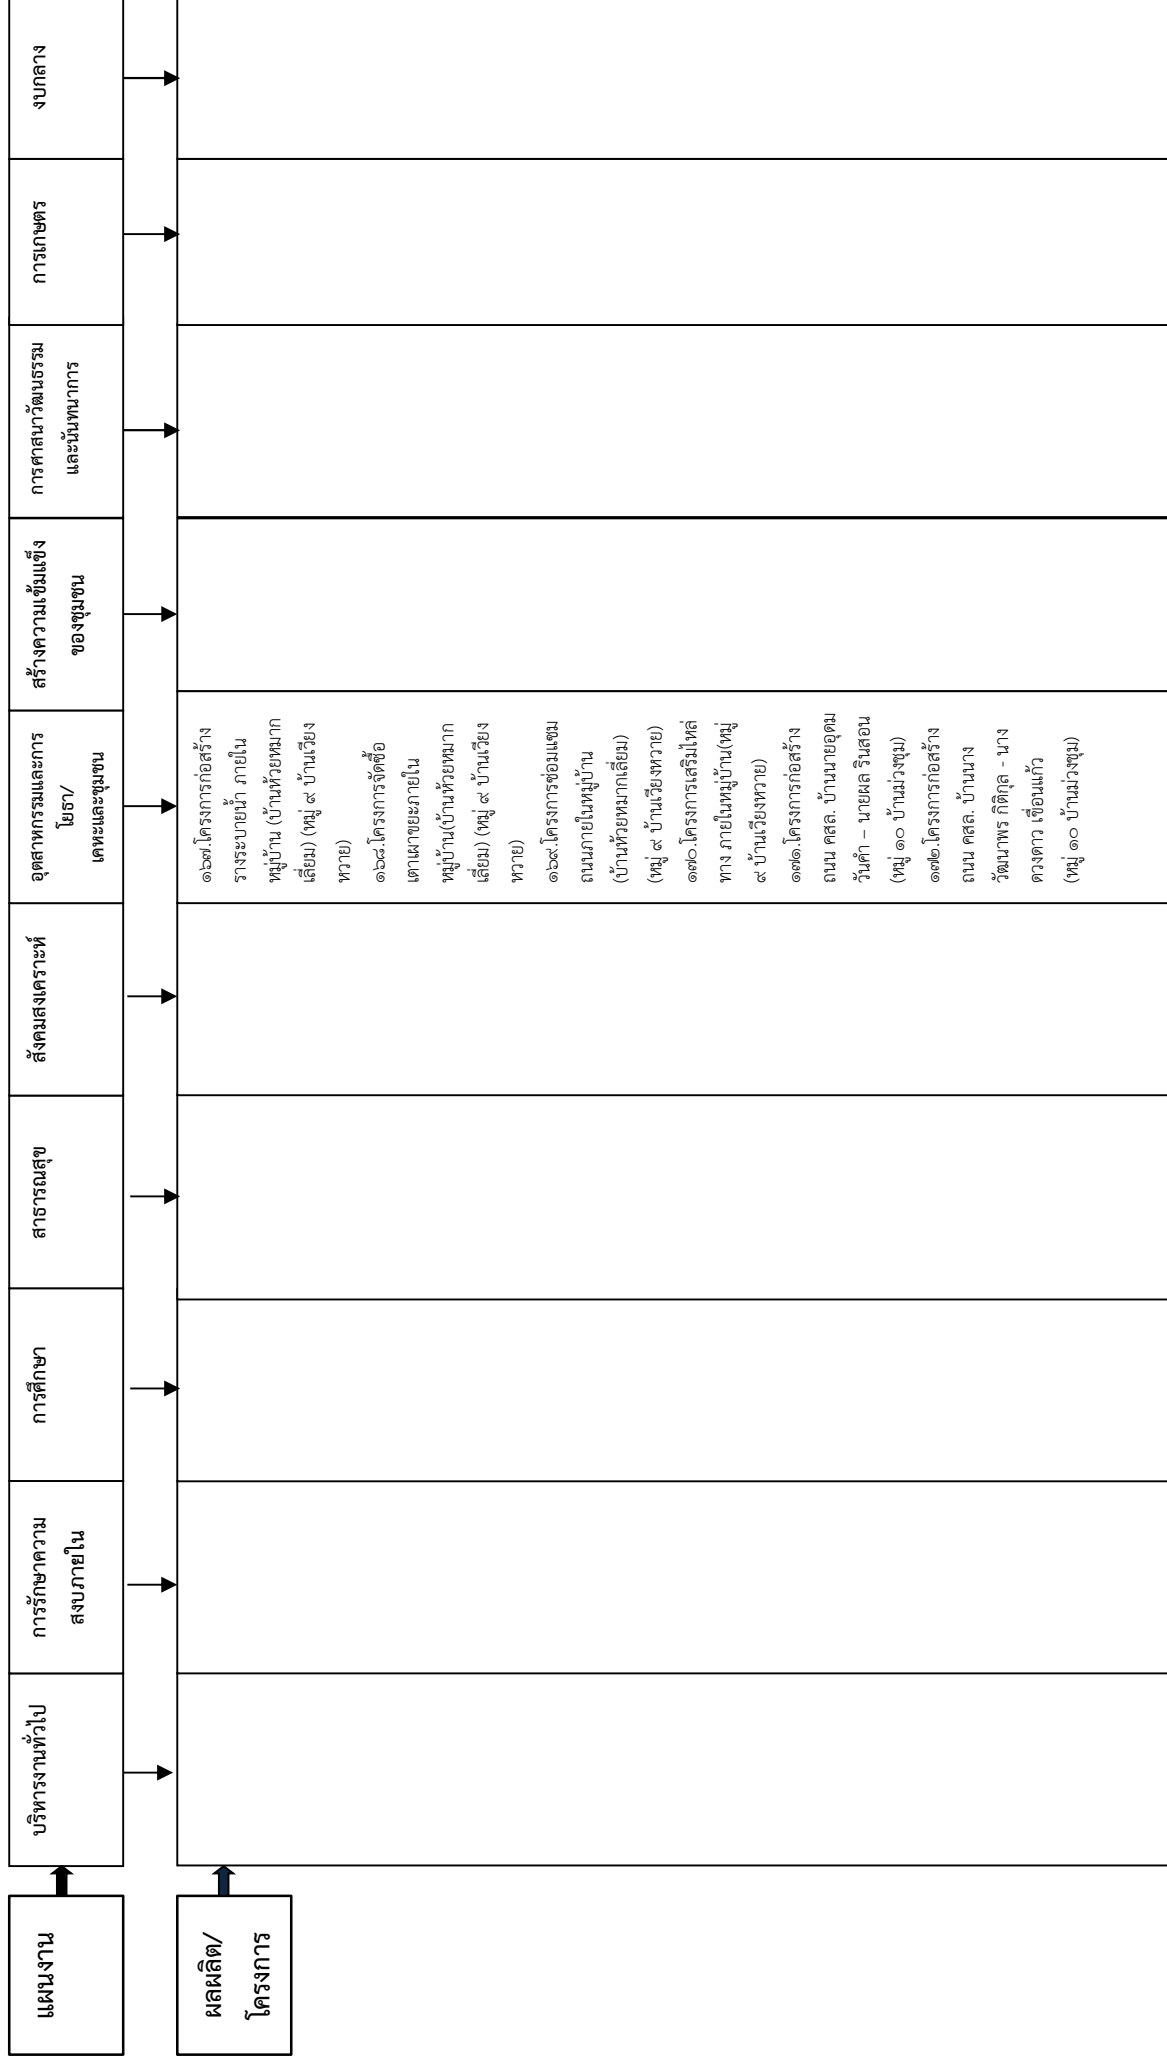 แผนงาน
บริหารงานทั่วไป
การรักษาความ
สงบภายใน
การศึกษา
สาธารณสุข
สังคมสงเคราะห์
อุตสาหกรรมและการ
โยธา/
เคหะและชุมชน
สร้างความเข้มแข็ง
ของชุมชน
การศาสนาวัฒนธรรม
และนันทนาการ
การเกษตร
งบกลาง
ผลผลิต/
โครงการ
๑๖๗.โครงการก่อสร้าง
รางระบายน้ำ ภายใน
หมู่บ้าน (บ้านห้วยหมาก
เลี่ยม) (หมู่ ๙ บ้านเวียง
หวาย)
๑๖๘.โครงการจัดซื้อ
เตาเผาขยะภายใน
หมู่บ้าน(บ้านห้วยหมาก
เลี่ยม) (หมู่ ๙ บ้านเวียง
หวาย)
๑๖๙.โครงการซ่อมแซม
ถนนภายในหมู่บ้าน
(บ้านห้วยหมากเลี่ยม)
(หมู่ ๙ บ้านเวียงหวาย)
๑๗๐.โครงการเสริมไหล่
ทาง ภายในหมู่บ้าน(หมู่
๙ บ้านเวียงหวาย)
๑๗๑.โครงการก่อสร้าง
ถนน คสล. บ้านนายอุดม
วันคำ – นายผล รินสอน
(หมู่ ๑๐ บ้านม่วงชุม)
๑๗๒.โครงการก่อสร้าง
ถนน คสล. บ้านนาง
วัฒนาพร กิติกุล - นาง
ดวงดาว เขื่อนแก้ว
(หมู่ ๑๐ บ้านม่วงชุม)